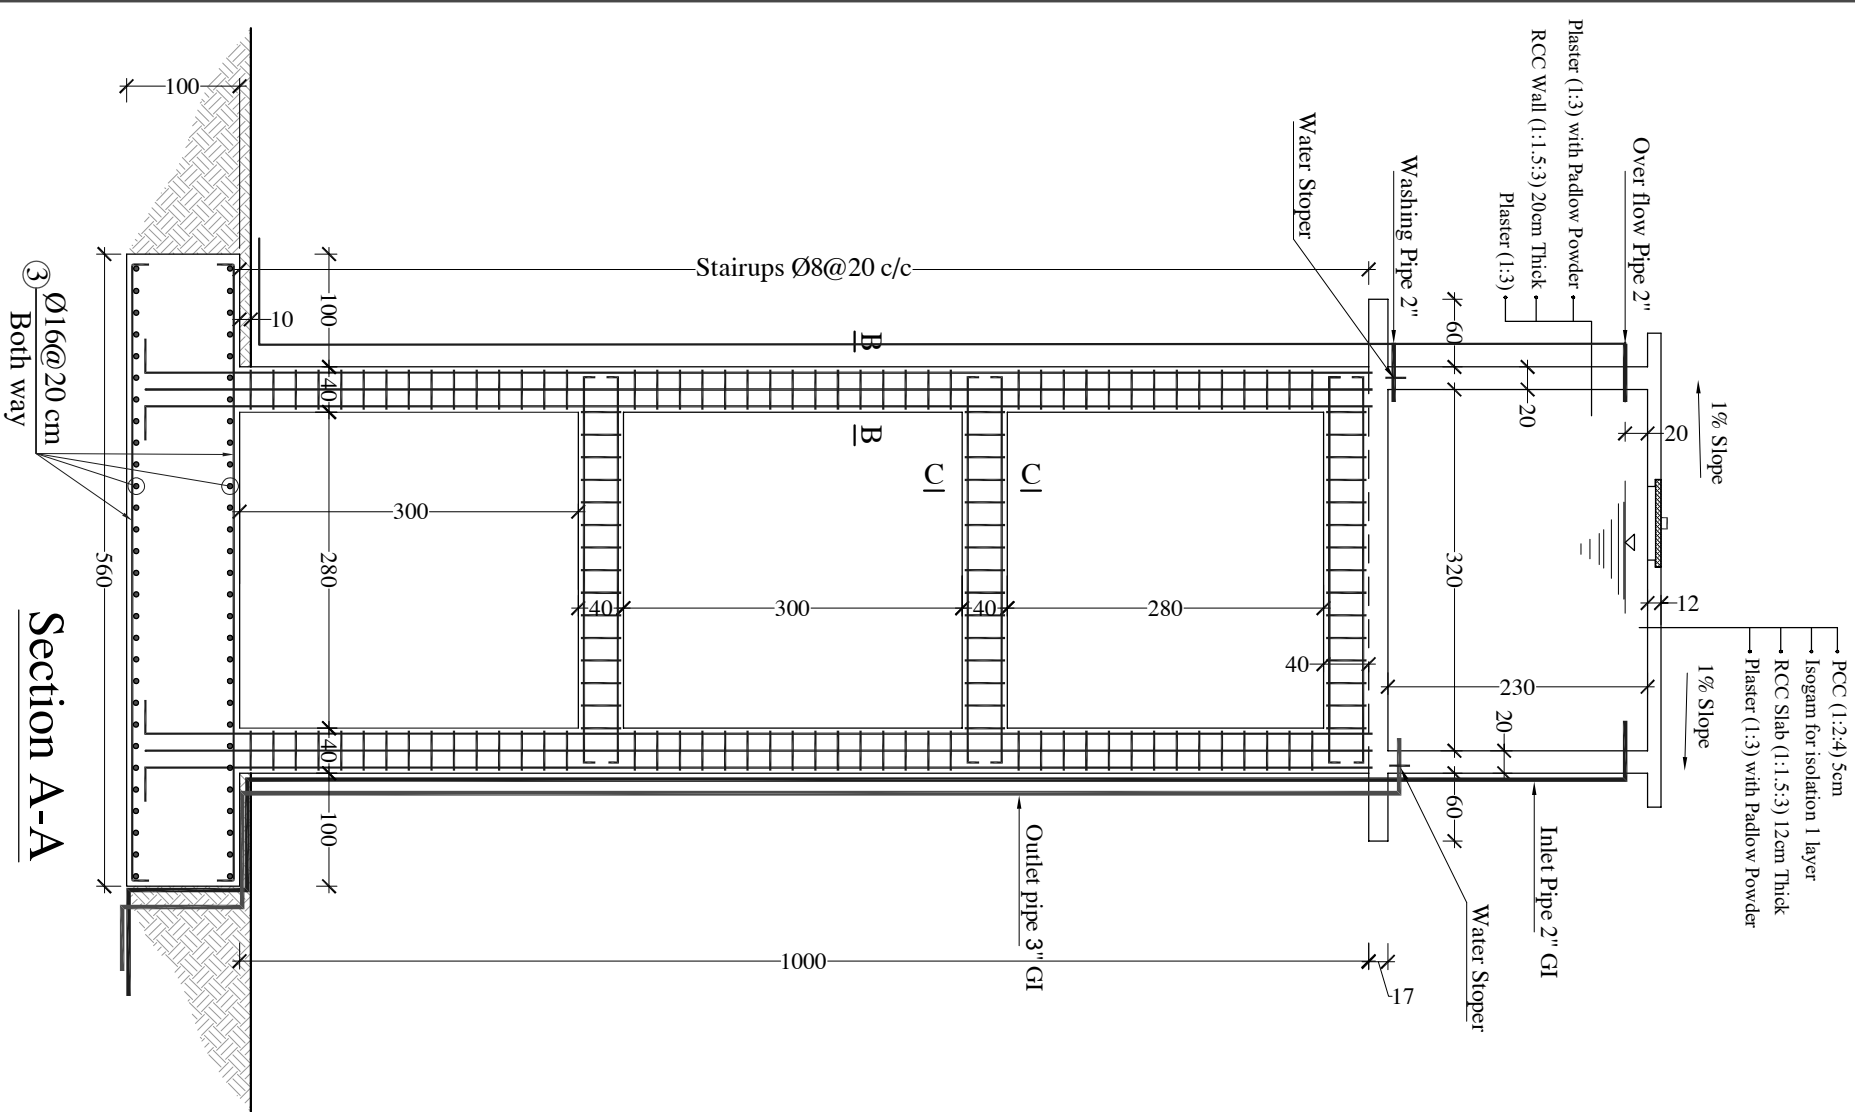 Plaster (1:3) with Padlow Powder
RCC Wall (1:1.5:3) 20cm Thick
Plaster (1:3)
Over flow Pipe 2"
Washing Pipe 2"
Water Stoper
1% Slope
1% Slope
PCC (1:2:4) 5cm
Isogam for isolation 1 layer
RCC Slab (1:1.5:3) 12cm Thick
Plaster (1:3) with Padlow Powder
Inlet Pipe 2" GI
Water Stoper
Outlet pipe 3" GI
Stairups Ø8@20 c/c
B
B
C
C
100
10
100
40
280
40
100
560
300
40
300
40
280
40
1000
17
60
320
60
20
20
20
12
230
3
Ø16@20 cm
Both way
Section A-A